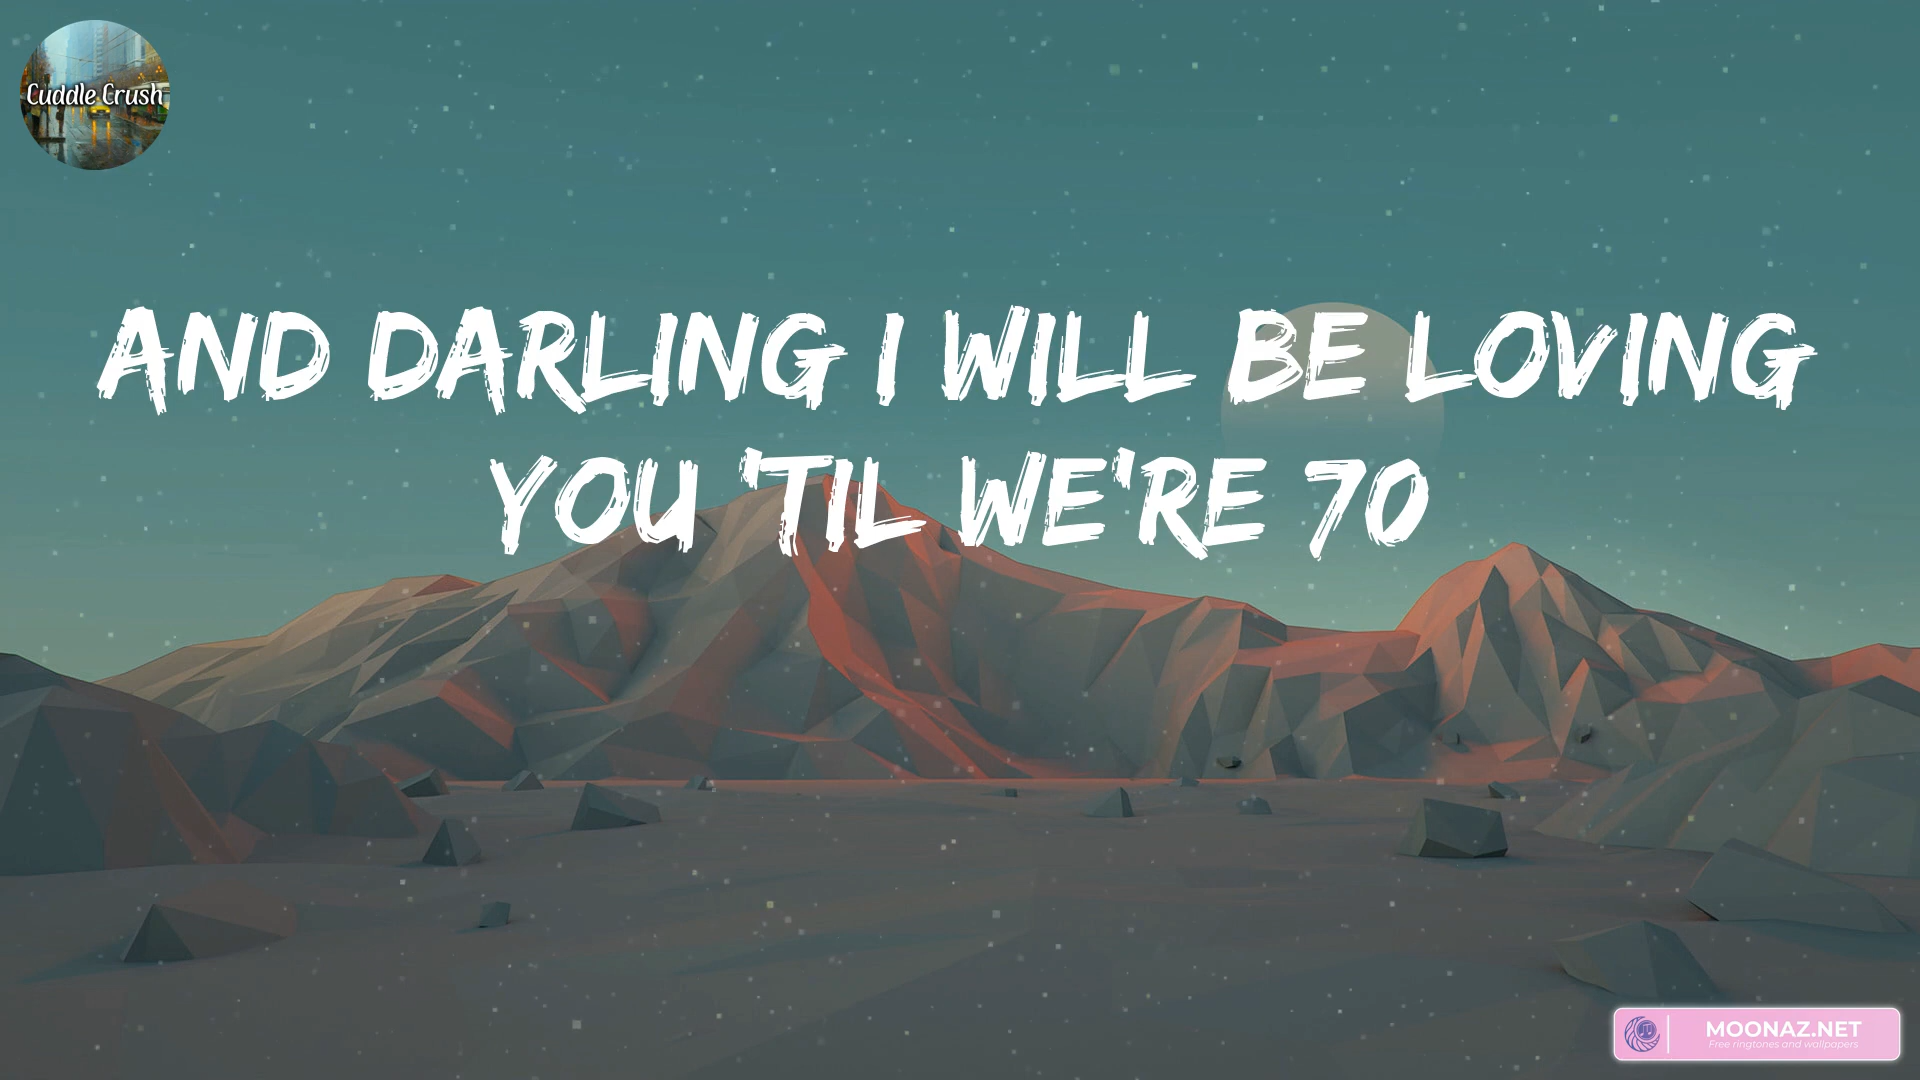 Cuddle Crush
AND DARLING I WILL BE LOVING
YOU 'TIL WE'RE 70
MOONAZ.NET
Free ringtones and wallpapers